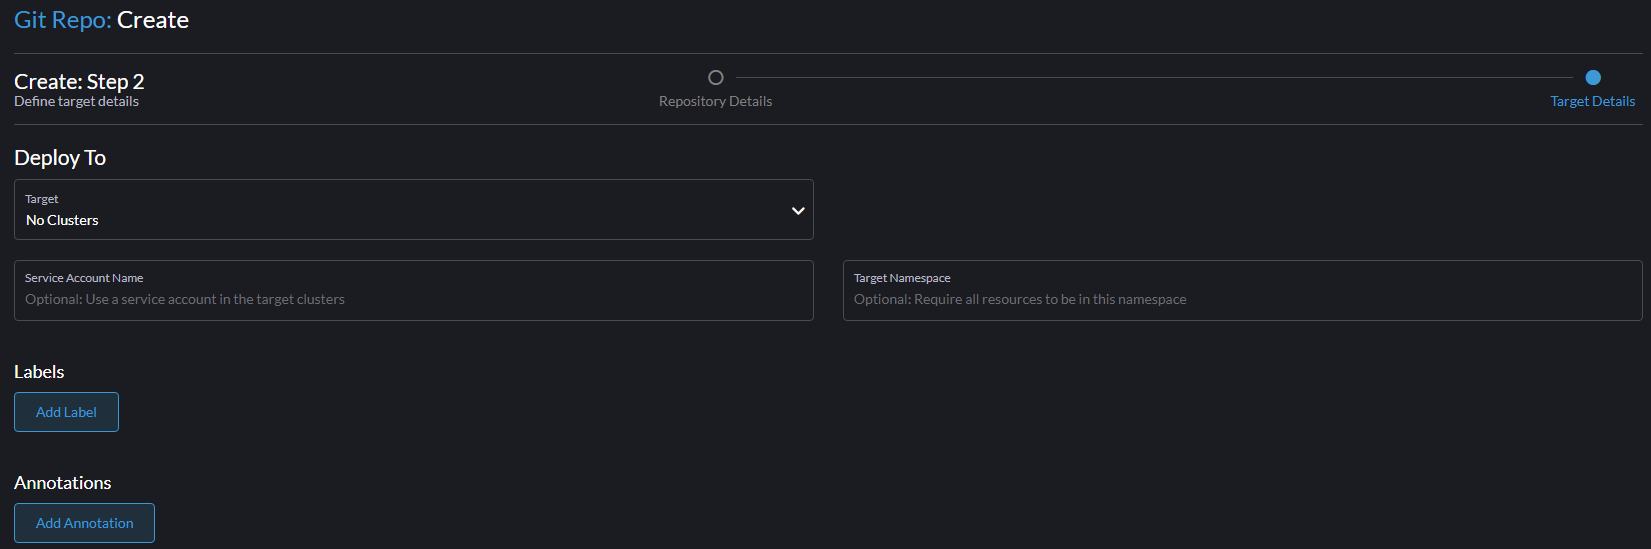 Git Repo: Create
Create: Step 2
Define target details
Repository Details
Target Details
Deploy To
Target
No Clusters
Service Account Name
Optional: Use a service account in the target clusters
Target Namespace
Optional: Require all resources to be in this namespace
Labels
Add Label
Annotations
Add Annotation